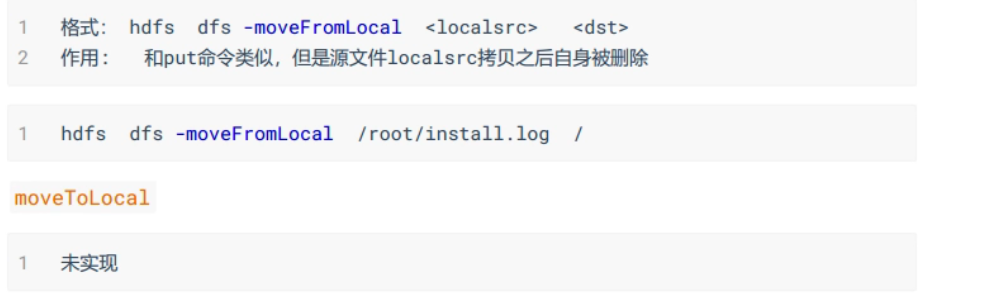 1 格式: hdfs dfs -moveFromLocal <localsrc> <dst>
2 作用: 和put命令类似，但是源文件localsrc拷贝之后自身被删除
1 hdfs dfs -moveFromLocal /root/install.log /
moveToLocal
1 未实现